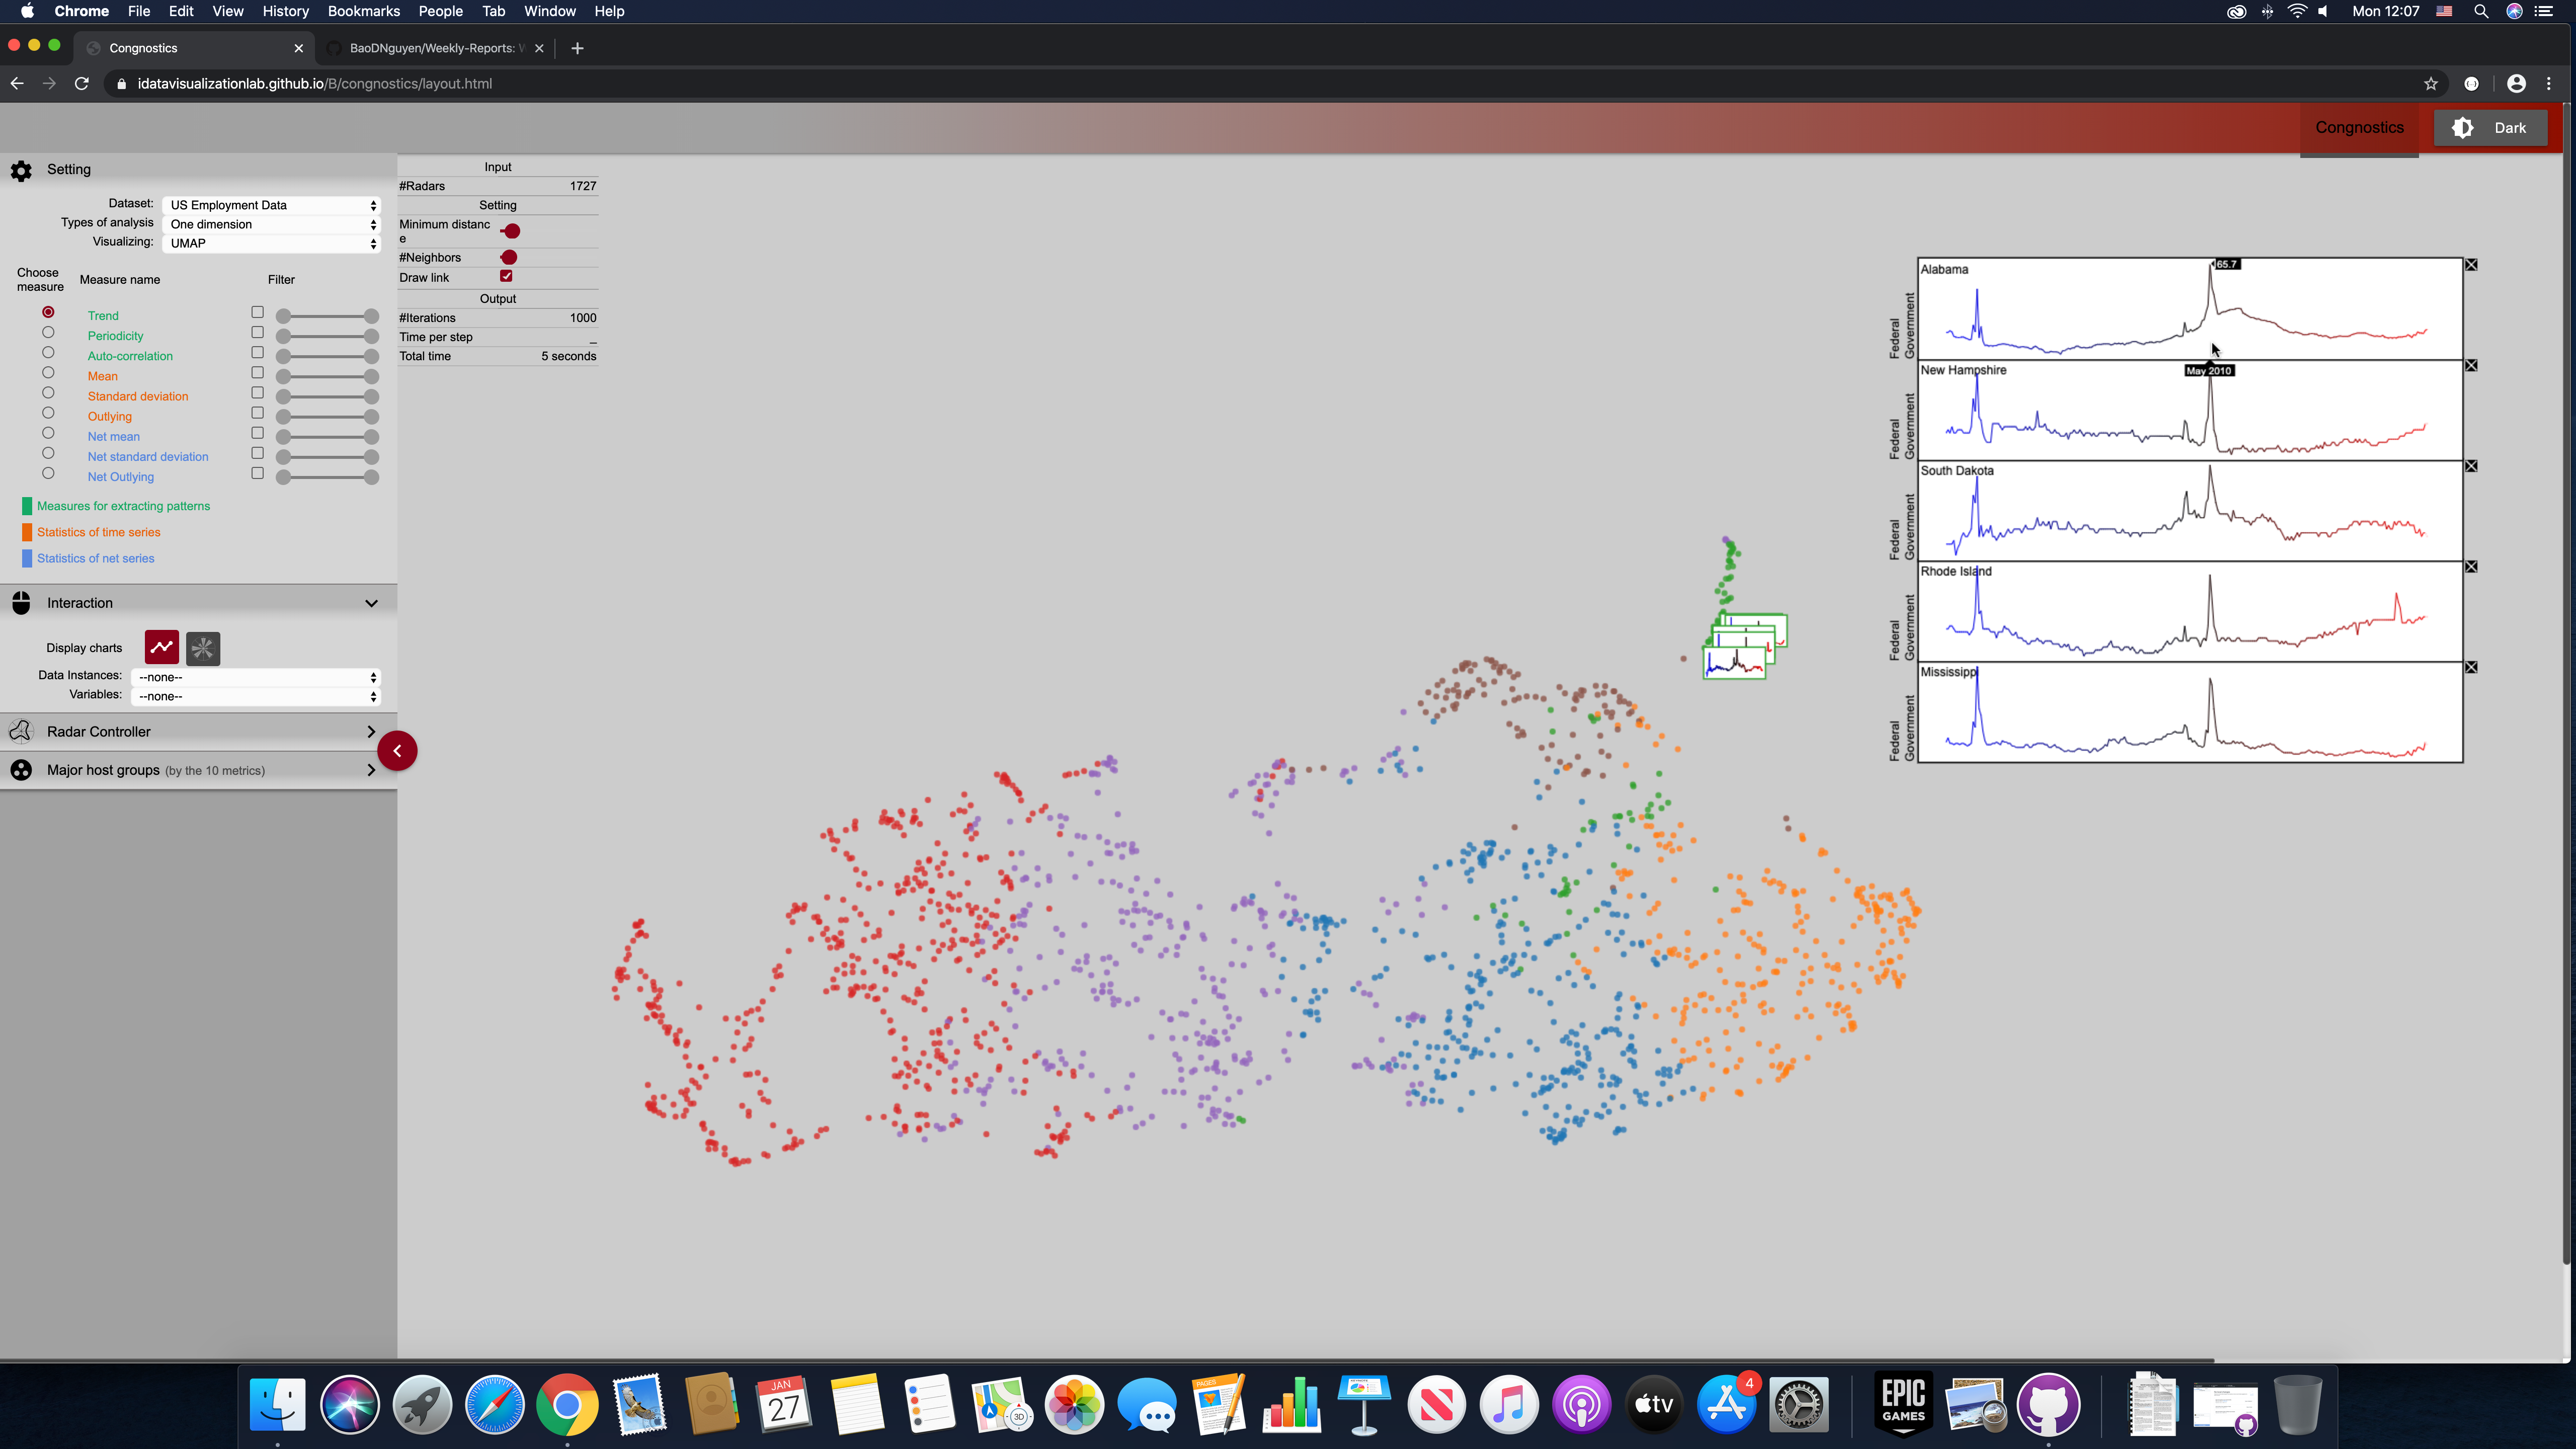 Chrome File Edit View History Bookmarks People Tab Window Help Mon 12:07
Congnostics BaoDNguyen/Weekly-Reports: W
idatavisualizationlab.github.io/B/congnostics/layout.html
Congnostics Dark
Setting
Dataset: US Employment Data
Types of analysis One dimension
Visualizing: UMAP
Choose measure Measure name Filter
Trend
Periodicity
Auto-correlation
Mean
Standard deviation
Outlying
Net mean
Net standard deviation
Net Outlying
Measures for extracting patterns
Statistics of time series
Statistics of net series
Interaction
Display charts
Data Instances: --none--
Variables: --none--
Radar Controller
Major host groups (by the 10 metrics)
Input
#Radars 1727
Setting
Minimum distanc
e
#Neighbors
Draw link
Output
#Iterations 1000
Time per step _
Total time 5 seconds
Alabama
65.7
Federal
Government
New Hampshire
May 2010
Federal
Government
South Dakota
Federal
Government
Rhode Island
Federal
Government
Mississippi
Federal
Government
JAN
27
3D
PAGES
tv
4
EPIC
GAMES